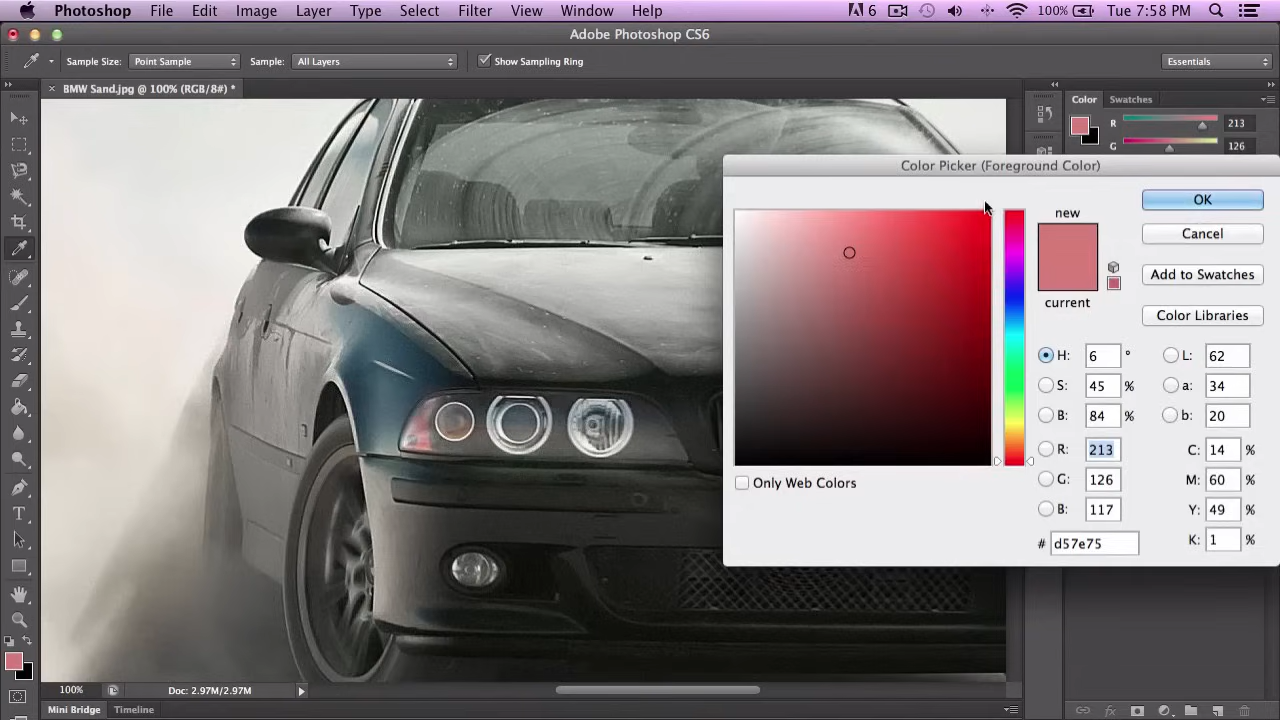 Photoshop File Edit Image Layer Type Select Filter View Window Help 6 100% Tue 7:58 PM
Adobe Photoshop CS6
Sample Size: Point Sample Sample: All Layers Show Sampling Ring Essentials
BMW Sand.jpg @ 100% (RGB/8#) *
Color Swatches
R 213
G 126
Color Picker (Foreground Color)
new
current
OK
Cancel
Add to Swatches
Color Libraries
H: 6 ° L: 62
S: 45 % a: 34
B: 84 % b: 20
R: 213 C: 14 %
G: 126 M: 60 %
B: 117 Y: 49 %
# d57e75 K: 1 %
Only Web Colors
100% Doc: 2.97M/2.97M
Mini Bridge Timeline